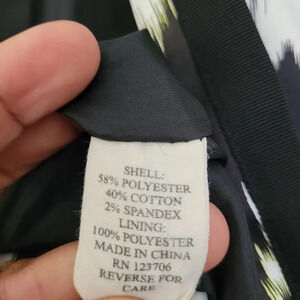 SHELL:
58% POLYESTER
40% COTTON
2% SPANDEX
LINING:
100% POLYESTER
MADE IN CHINA
RN 123706
REVERSE FOR
CARE